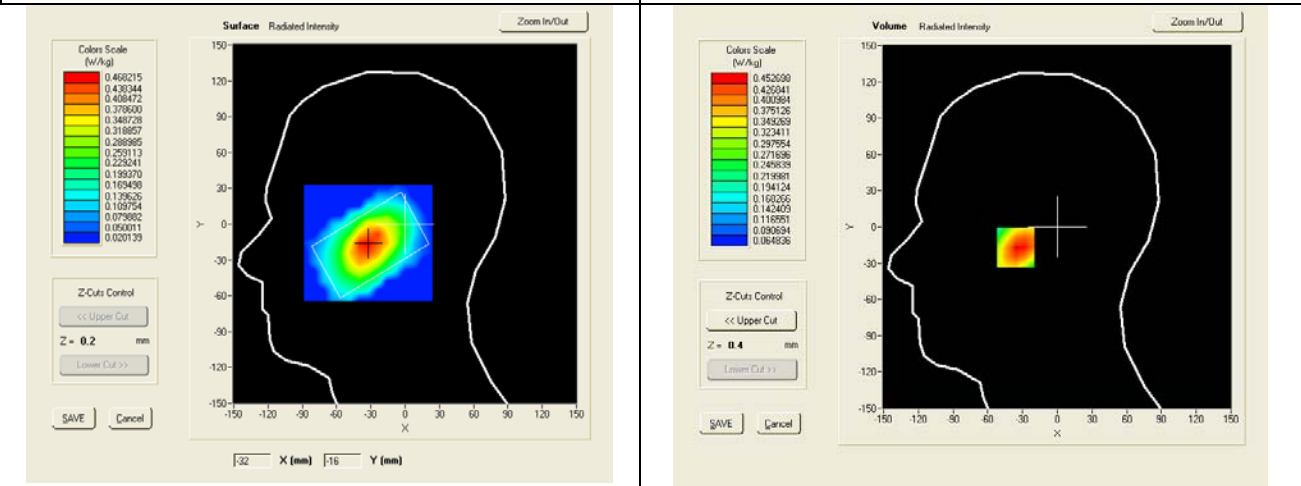 Surface Radiated Intensity
Zoom In/Out
Colors Scale
(W/kg)
0.468215
0.438344
0.408472
0.378600
0.348728
0.318857
0.288985
0.259113
0.229241
0.199370
0.169498
0.139626
0.109754
0.079882
0.050011
0.020139
Z-Cuts Control
<< Upper Cut
Z = 0.2 mm
Lower Cut >>
SAVE
Cancel
150
120
90
60
30
0
-30
-60
-90
-120
-150
Y
-150 -120 -90 -60 -30 0 30 60 90 120 150
X
-32 X (mm) -16 Y (mm)
Volume Radiated Intensity
Zoom In/Out
Colors Scale
(W/kg)
0.452698
0.426841
0.400984
0.375126
0.349269
0.323411
0.297554
0.271696
0.245839
0.219981
0.194124
0.168266
0.142409
0.116551
0.090694
0.064836
Z-Cuts Control
<< Upper Cut
Z = 0.4 mm
Lower Cut >>
SAVE
Cancel
150
120
90
60
30
0
-30
-60
-90
-120
-150
Y
-150 -120 -90 -60 -30 0 30 60 90 120 150
X